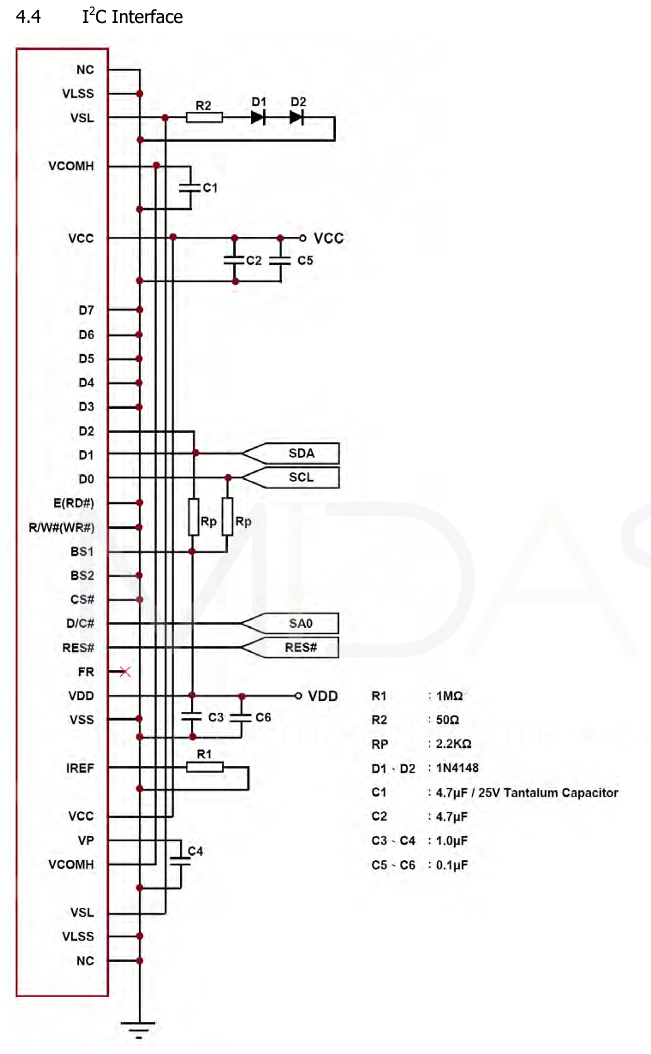 4.4 I²C Interface
NC
VLSS
VSL
R2 D1 D2
VCOMH
C1
VCC
VCC
C2 C5
D7
D6
D5
D4
D3
D2
D1
SDA
D0
SCL
E(RD#)
R/W#(WR#)
Rp Rp
BS1
BS2
CS#
D/C#
SA0
RES#
RES#
FR
VDD
VDD
VSS
C3 C6
IREF
R1
VCC
VP
C4
VCOMH
VSL
VLSS
NC
R1 : 1MΩ
R2 : 50Ω
RP : 2.2KΩ
D1、D2 : 1N4148
C1 : 4.7μF / 25V Tantalum Capacitor
C2 : 4.7μF
C3、C4 : 1.0μF
C5、C6 : 0.1μF
MIDAS